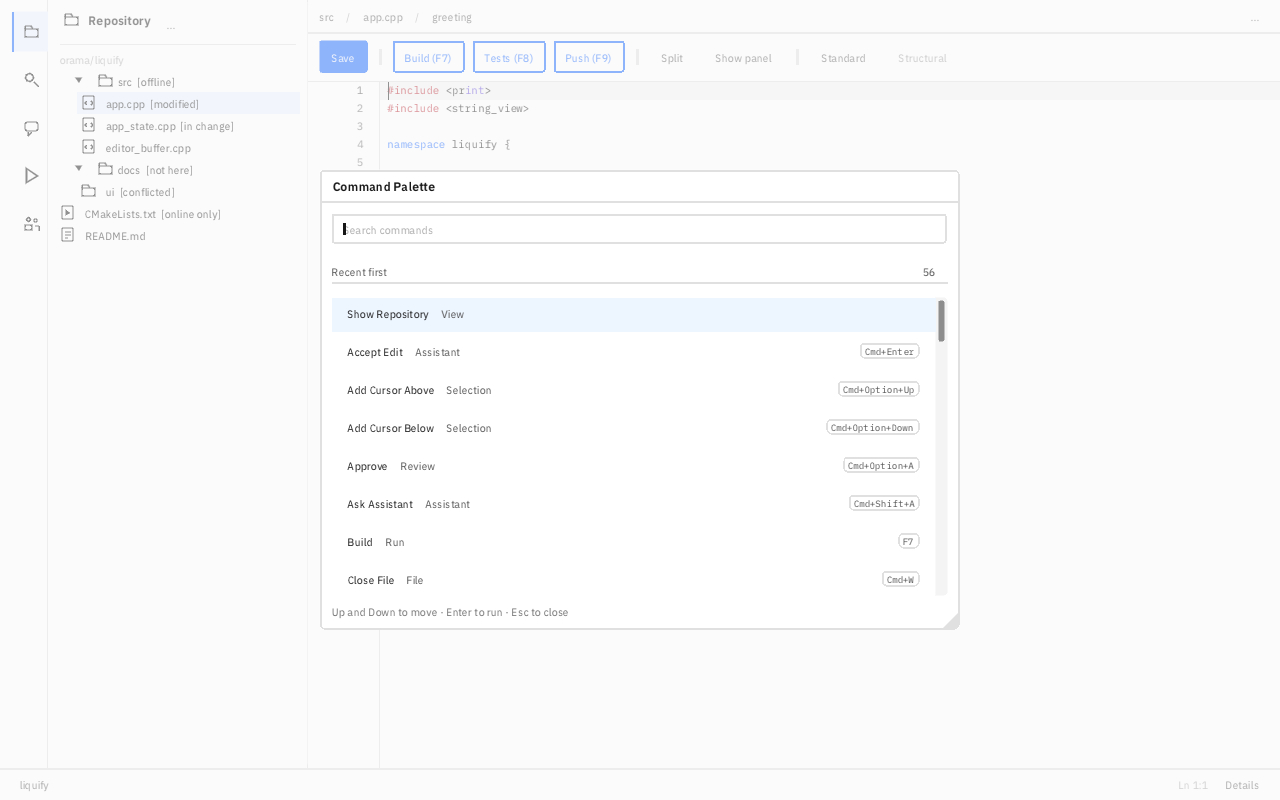 Repository ...
src / app.cpp / greeting ...
Save Build (F7) Tests (F8) Push (F9) Split Show panel Standard Structural
orama/liquify
src [offline]
app.cpp [modified]
app_state.cpp [in change]
editor_buffer.cpp
docs [not here]
ui [conflicted]
CMakeLists.txt [online only]
README.md
1 #include <print>
2 #include <string_view>
3
4 namespace liquify {
5
Command Palette
Search commands
Recent first 56
Show Repository View
Accept Edit Assistant Cmd+Enter
Add Cursor Above Selection Cmd+Option+Up
Add Cursor Below Selection Cmd+Option+Down
Approve Review Cmd+Option+A
Ask Assistant Assistant Cmd+Shift+A
Build Run F7
Close File File Cmd+W
Up and Down to move · Enter to run · Esc to close
liquify Ln 1:1 Details